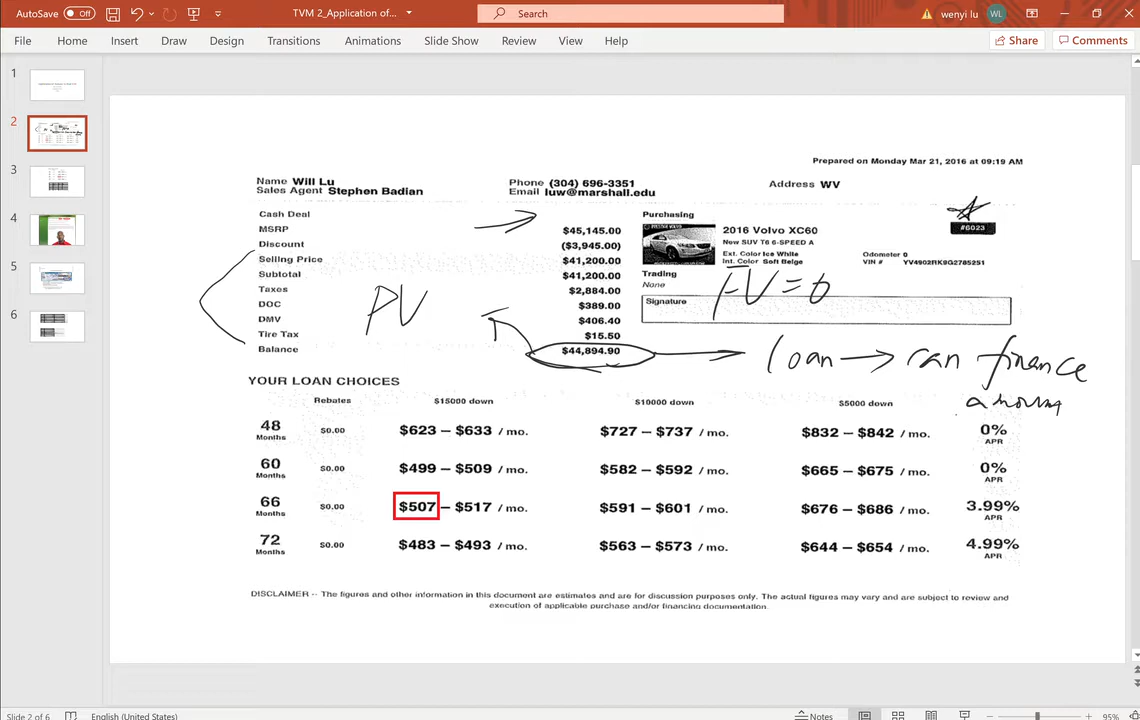 AutoSave Off TVM 2_Application of... Search wenyi lu WL
File Home Insert Draw Design Transitions Animations Slide Show Review View Help Share Comments
1
2
3
4
5
6
Prepared on Monday Mar 21, 2016 at 09:19 AM
Name Will Lu Phone (304) 696-3351 Address WV
Sales Agent Stephen Badian Email luw@marshall.edu
Cash Deal Purchasing #6023
MSRP $45,145.00 2016 Volvo XC60
Discount ($3,945.00) New SUV T6 6-SPEED A
Selling Price $41,200.00 Ext. Color Ice White Odometer 0
Int. Color Soft Beige VIN # YV4902RK9G2785251
Subtotal $41,200.00 Trading
Taxes $2,884.00 None
DOC $389.00 Signature
DMV $406.40
Tire Tax $15.50
Balance $44,894.90
PV
FV = 0
loan → can finance
amount
YOUR LOAN CHOICES
Rebates $15000 down $10000 down $5000 down
48 Months $0.00 $623 – $633 / mo. $727 – $737 / mo. $832 – $842 / mo. 0% APR
60 Months $0.00 $499 – $509 / mo. $582 – $592 / mo. $665 – $675 / mo. 0% APR
66 Months $0.00 $507 – $517 / mo. $591 – $601 / mo. $676 – $686 / mo. 3.99% APR
72 Months $0.00 $483 – $493 / mo. $563 – $573 / mo. $644 – $654 / mo. 4.99% APR
DISCLAIMER -- The figures and other information in this document are estimates and are for discussion purposes only. The actual figures may vary and are subject to review and
execution of applicable purchase and/or financing documentation.
Slide 2 of 6 English (United States) Notes 95%